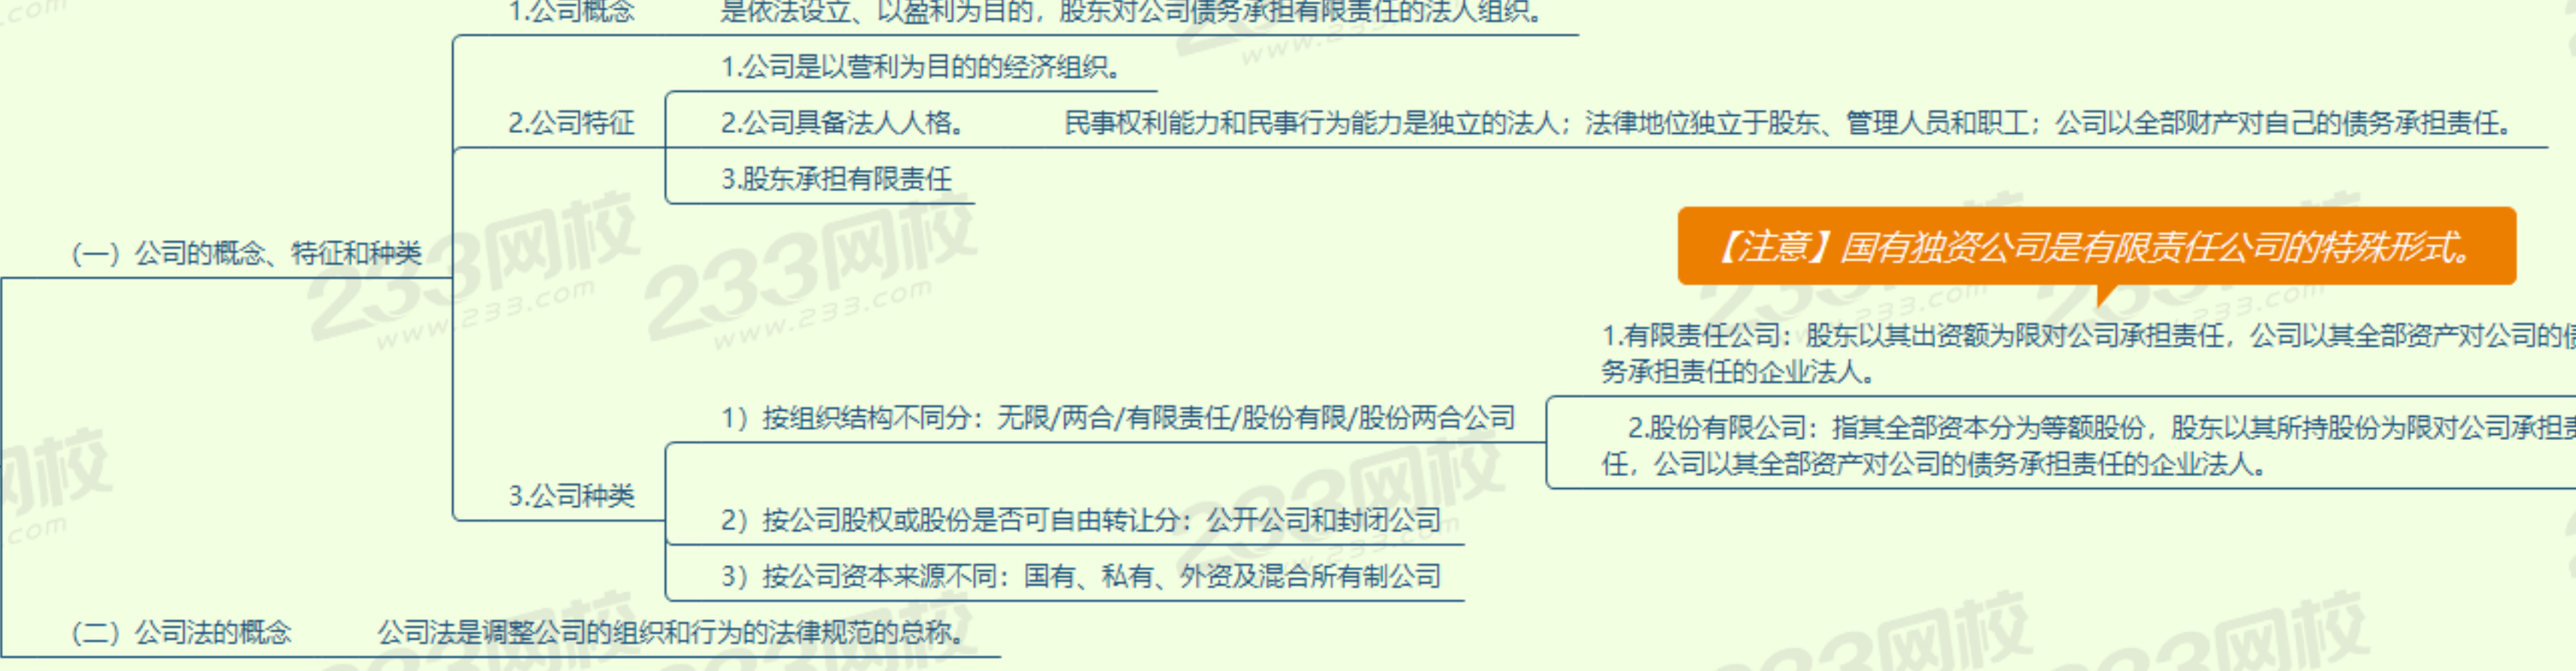 1.公司概念 是依法设立、以盈利为目的，股东对公司债务承担有限责任的法人组织。
1.公司是以营利为目的的经济组织。
2.公司特征 2.公司具备法人人格。 民事权利能力和民事行为能力是独立的法人；法律地位独立于股东、管理人员和职工；公司以全部财产对自己的债务承担责任。
3.股东承担有限责任
（一）公司的概念、特征和种类
【注意】国有独资公司是有限责任公司的特殊形式。
1.有限责任公司：股东以其出资额为限对公司承担责任，公司以其全部资产对公司的债
务承担责任的企业法人。
1）按组织结构不同分：无限/两合/有限责任/股份有限/股份两合公司
2.股份有限公司：指其全部资本分为等额股份，股东以其所持股份为限对公司承担责
任，公司以其全部资产对公司的债务承担责任的企业法人。
3.公司种类
2）按公司股权或股份是否可自由转让分：公开公司和封闭公司
3）按公司资本来源不同：国有、私有、外资及混合所有制公司
（二）公司法的概念 公司法是调整公司的组织和行为的法律规范的总称。
233网校
www.233.com
233网校
www.233.com